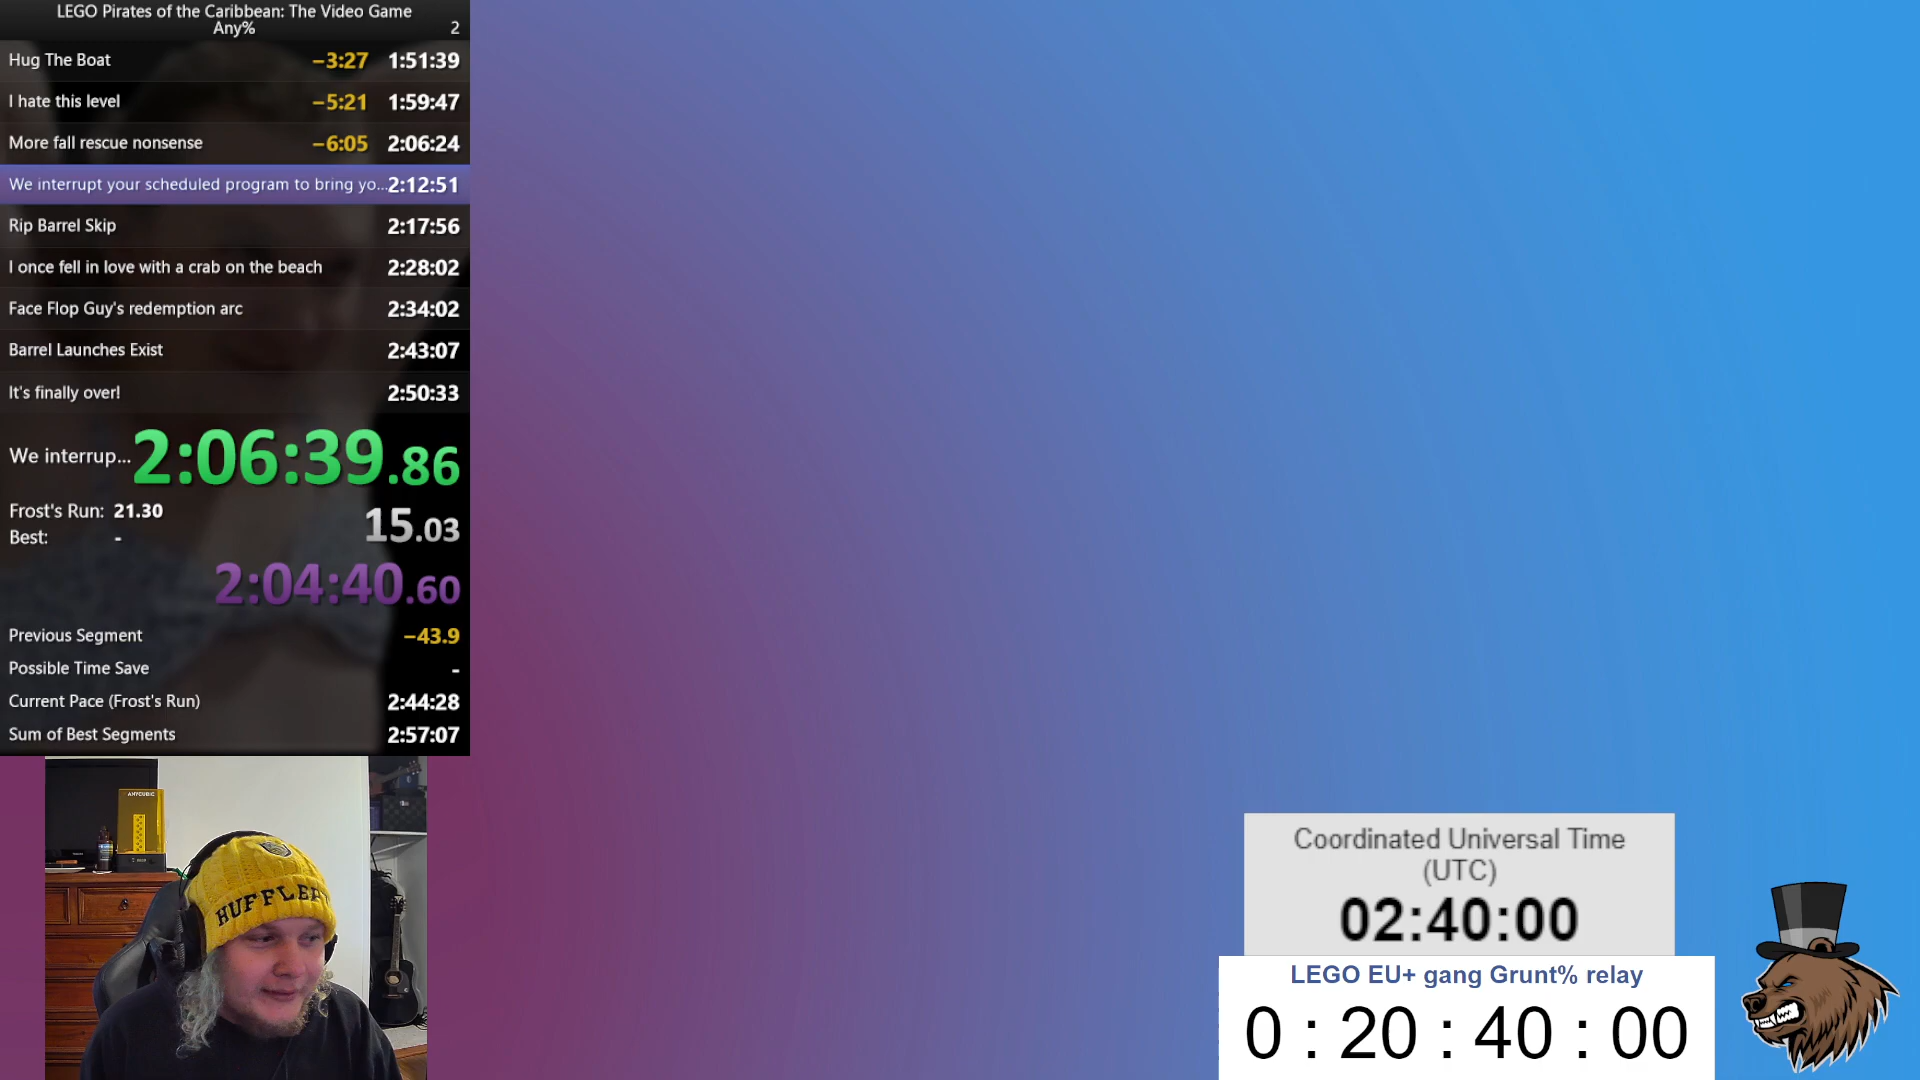 LEGO Pirates of the Caribbean: The Video Game
Any%
2
Hug The Boat −3:27 1:51:39
I hate this level −5:21 1:59:47
More fall rescue nonsense −6:05 2:06:24
We interrupt your scheduled program to bring yo... 2:12:51
Rip Barrel Skip 2:17:56
I once fell in love with a crab on the beach 2:28:02
Face Flop Guy's redemption arc 2:34:02
Barrel Launches Exist 2:43:07
It's finally over! 2:50:33
We interrup... 2:06:39.86
Frost's Run: 21.30
15.03
Best: -
2:04:40.60
Previous Segment −43.9
Possible Time Save -
Current Pace (Frost's Run) 2:44:28
Sum of Best Segments 2:57:07
ANYCUBIC
Coordinated Universal Time
(UTC)
02:40:00
LEGO EU+ gang Grunt% relay
0 : 20 : 40 : 00